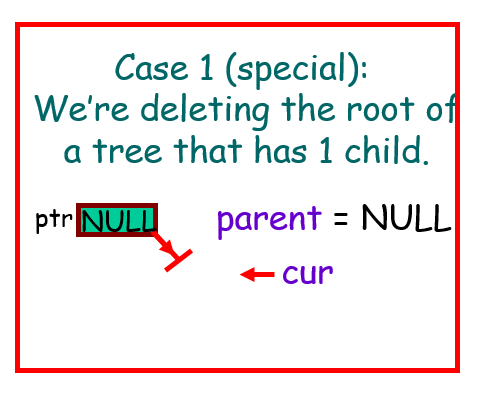 Case 1 (special):
We're deleting the root of
a tree that has 1 child.
ptr NULL parent = NULL
cur